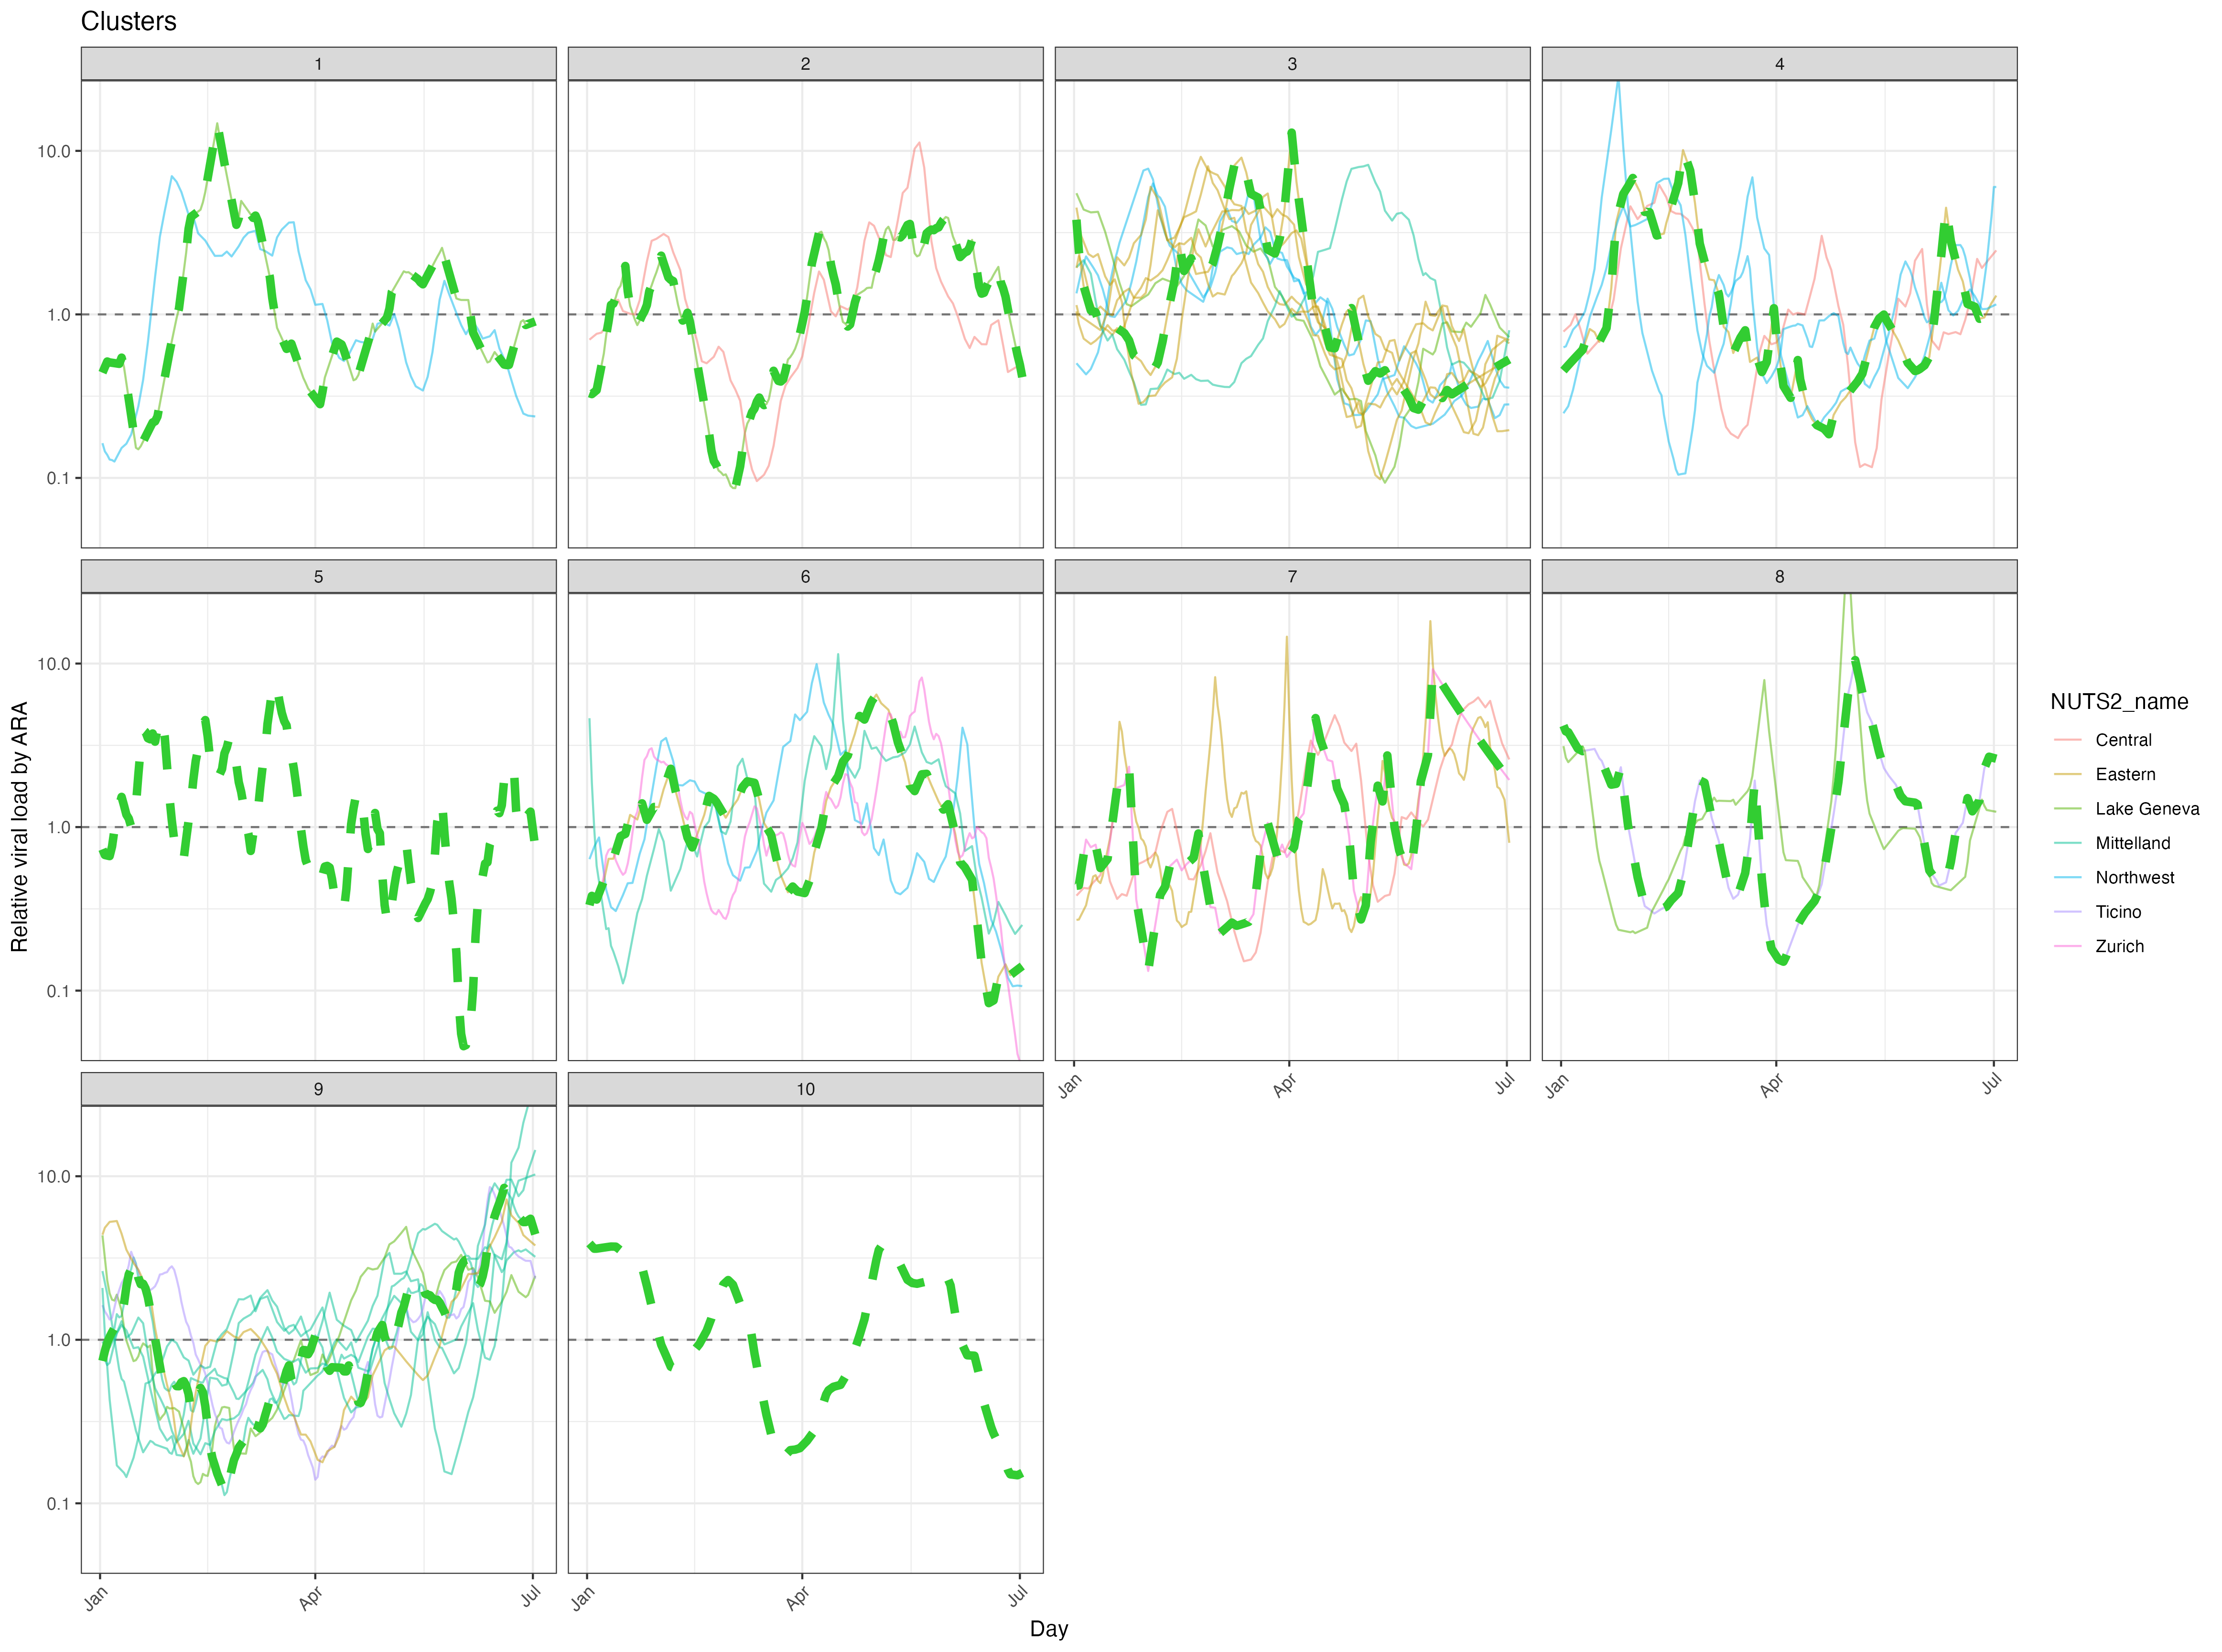 Clusters
1
2
3
4
10.0
1.0
0.1
5
6
7
8
10.0
1.0
0.1
Jan
Apr
Jul
Jan
Apr
Jul
9
10
10.0
1.0
0.1
Jan
Apr
Jul
Jan
Apr
Jul
Day
Relative viral load by ARA
NUTS2_name
Central
Eastern
Lake Geneva
Mittelland
Northwest
Ticino
Zurich